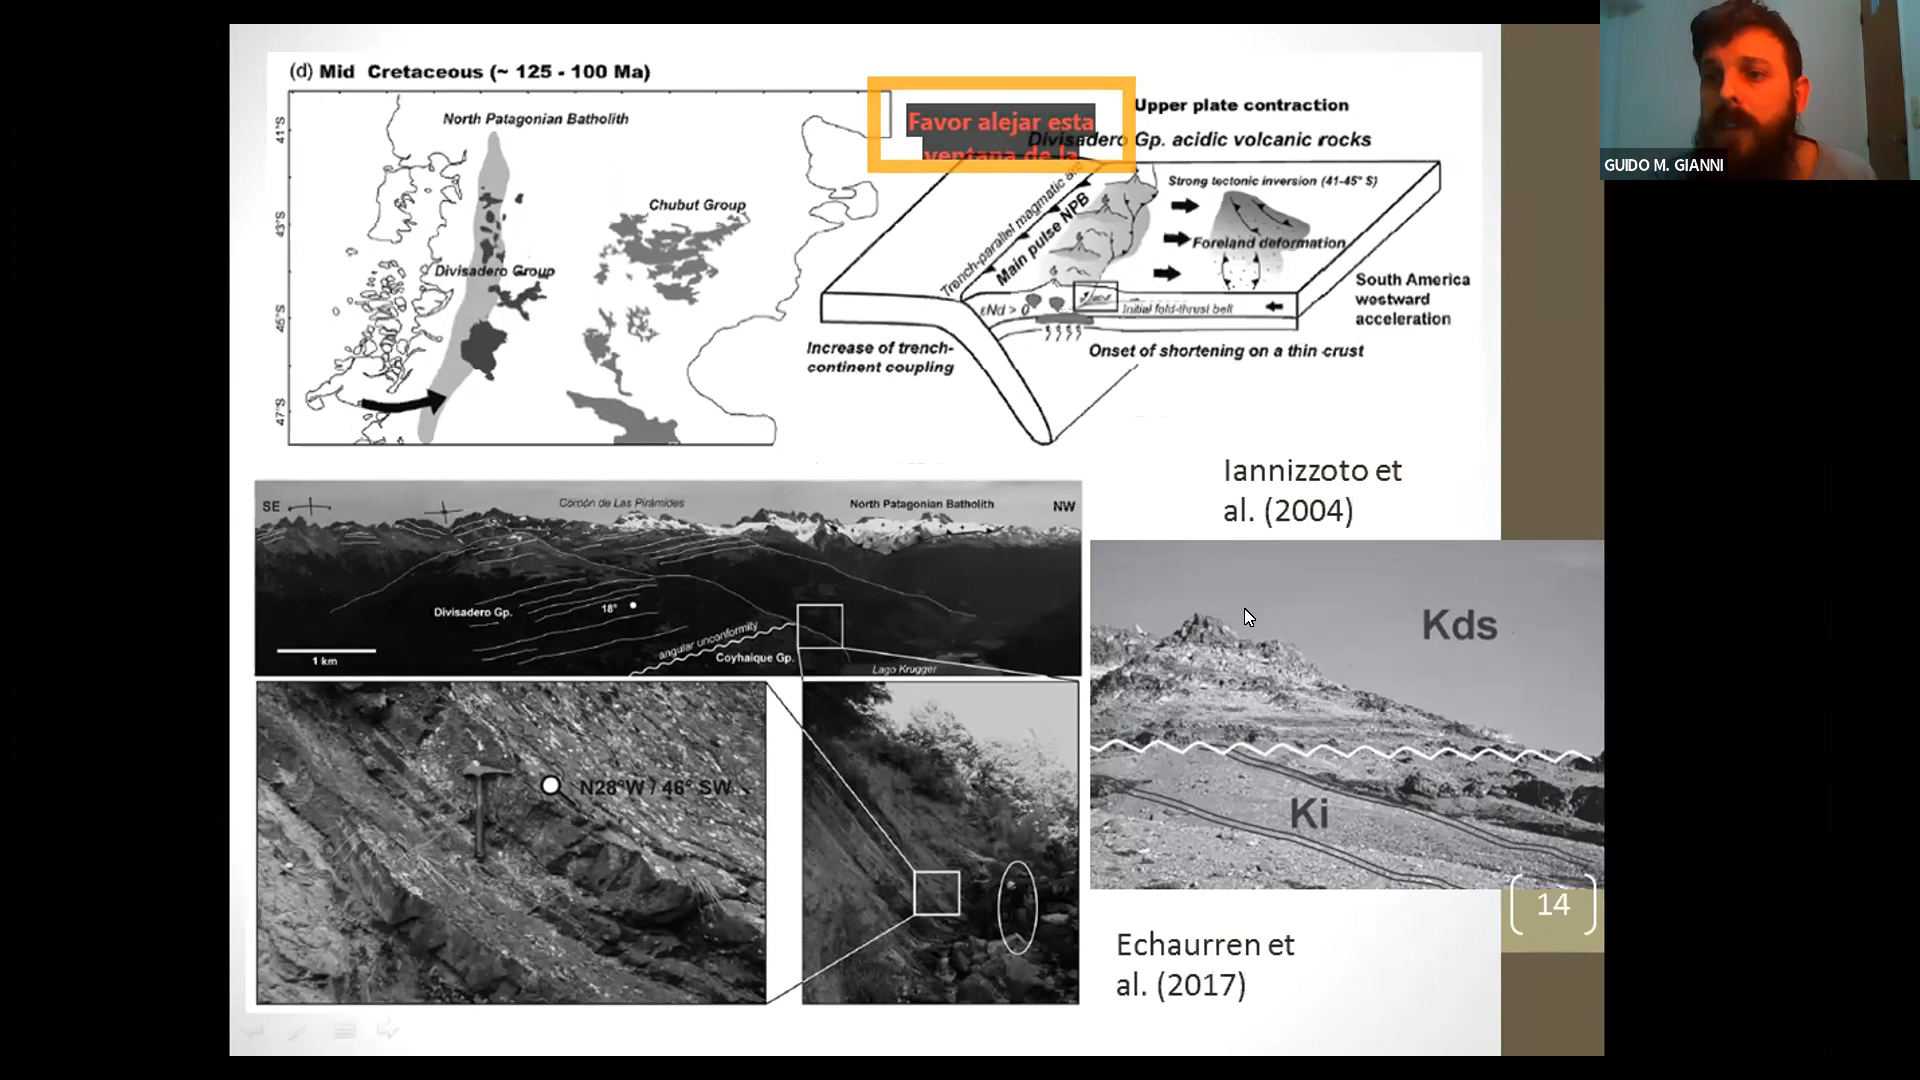 (d) Mid Cretaceous (~ 125 - 100 Ma)
North Patagonian Batholith
Chubut Group
Divisadero Group
41°S
43°S
45°S
47°S
Favor alejar esta
ventana de la
Upper plate contraction
Divisadero Gp. acidic volcanic rocks
Strong tectonic inversion (41-45° S)
Trench-parallel magmatic
Main pulse NPB
Foreland deformation
South America
westward
acceleration
εNd > 0
Initial fold-thrust belt
Increase of trench-
continent coupling
Onset of shortening on a thin crust
Iannizzoto et
al. (2004)
SE
Cordón de Las Pirámides
North Patagonian Batholith
NW
Divisadero Gp.
18°
angular unconformity
Coyhaique Gp.
1 km
Lago Krugger
N28°W / 46° SW
Kds
Ki
14
Echaurren et
al. (2017)
GUIDO M. GIANNI